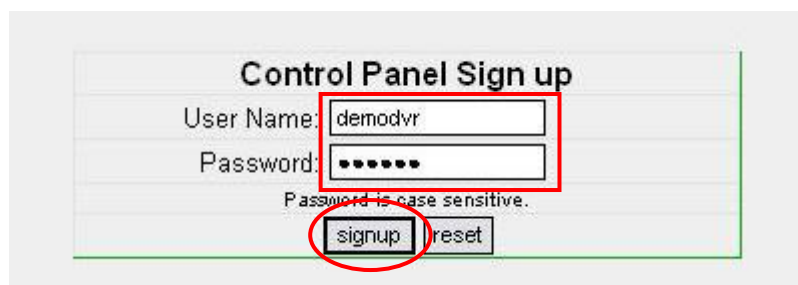 Control Panel Sign up
User Name: demodvr
Password: ••••••
Password is case sensitive.
signup reset